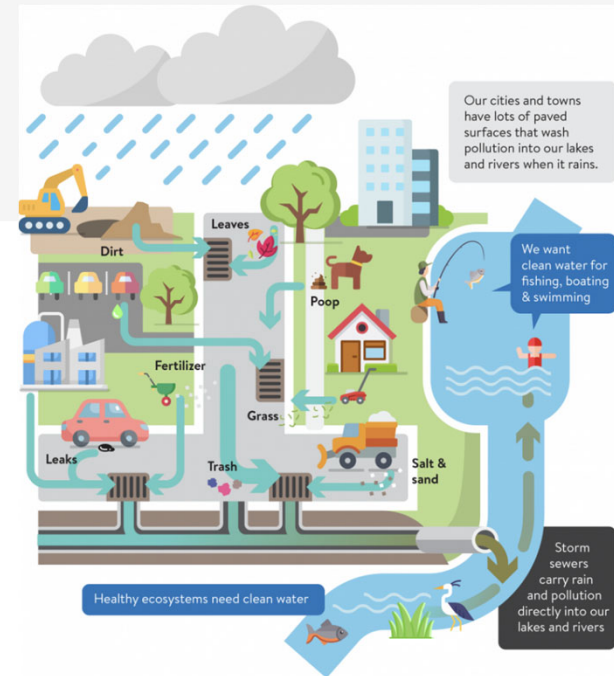 Our cities and towns
have lots of paved
surfaces that wash
pollution into our lakes
and rivers when it rains.
Leaves
Dirt
We want
clean water for
fishing, boating
& swimming
Poop
Fertilizer
Grass
Leaks
Trash
Salt &
sand
Storm
sewers
carry rain
and pollution
directly into our
lakes and rivers
Healthy ecosystems need clean water